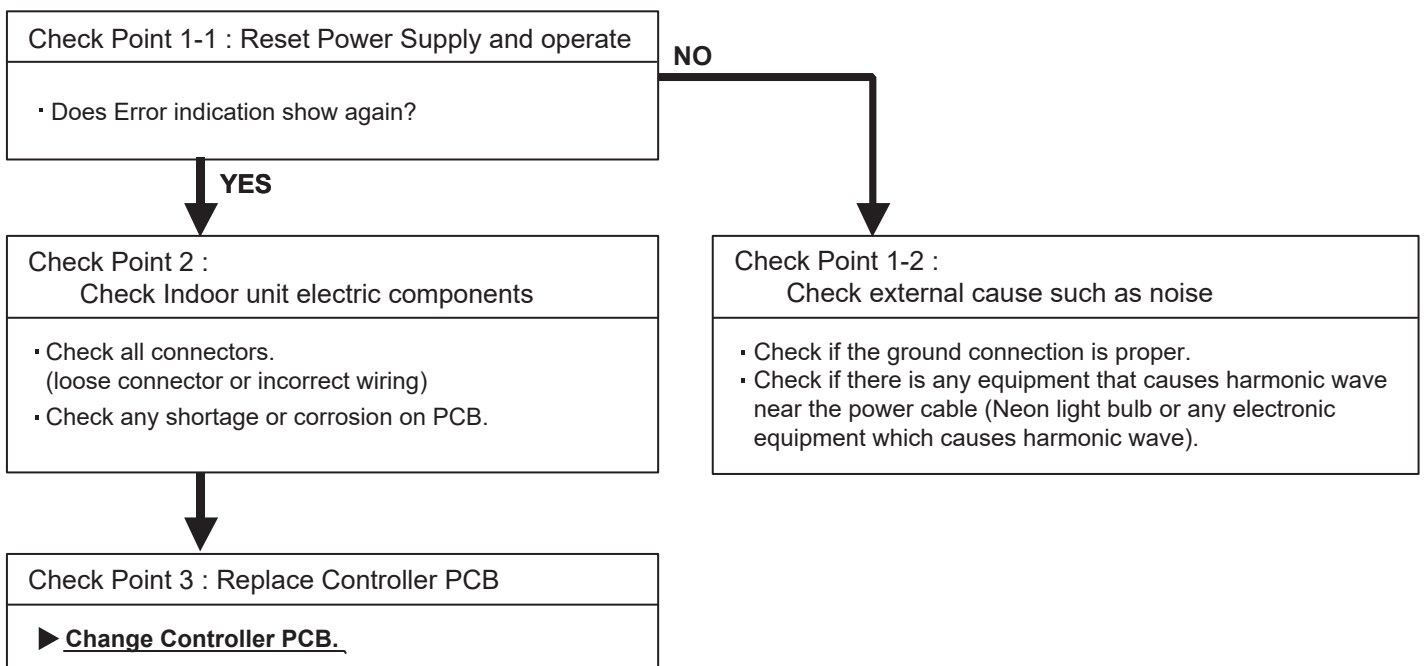 Check Point 1-1 : Reset Power Supply and operate
· Does Error indication show again?
NO
YES
Check Point 2 :
Check Indoor unit electric components
· Check all connectors.
(loose connector or incorrect wiring)
· Check any shortage or corrosion on PCB.
Check Point 1-2 :
Check external cause such as noise
· Check if the ground connection is proper.
· Check if there is any equipment that causes harmonic wave
near the power cable (Neon light bulb or any electronic
equipment which causes harmonic wave).
Check Point 3 : Replace Controller PCB
▶ Change Controller PCB.